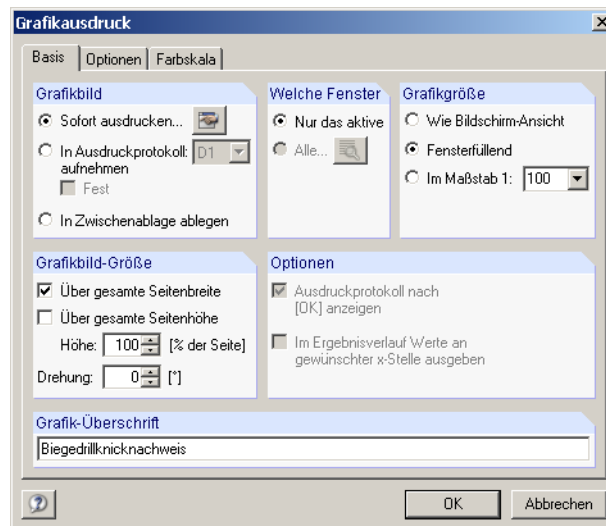 Grafikausdruck
Basis
Optionen
Farbskala
Grafikbild
Sofort ausdrucken...
In Ausdruckprotokoll: D1
aufnehmen
Fest
In Zwischenablage ablegen
Welche Fenster
Nur das aktive
Alle...
Grafikgröße
Wie Bildschirm-Ansicht
Fensterfüllend
Im Maßstab 1: 100
Grafikbild-Größe
Über gesamte Seitenbreite
Über gesamte Seitenhöhe
Höhe: 100 [% der Seite]
Drehung: 0 [°]
Optionen
Ausdruckprotokoll nach
[OK] anzeigen
Im Ergebnisverlauf Werte an
gewünschter x-Stelle ausgeben
Grafik-Überschrift
Biegedrillknicknachweis
OK
Abbrechen